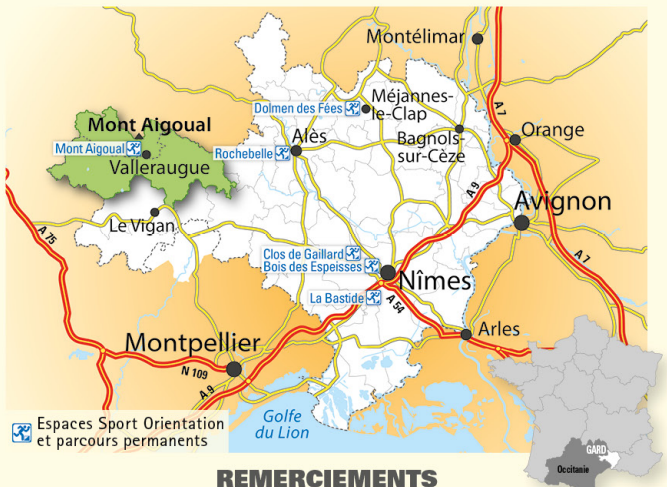 Montélimar
A 7
Dolmen des Fées
Méjannes-
le-Clap
Mont Aigoual
Mont Aigoual
Valleraugue
Rochebelle
Alès
Bagnols-
sur-Cèze
Orange
A 9
Avignon
Le Vigan
A 75
Clos de Gaillard
Bois des Espeisses
Nîmes
A 7
La Bastide
A 54
Arles
Montpellier
N 109
A 9
Golfe
du Lion
Espaces Sport Orientation
et parcours permanents
GARD
Occitanie
REMERCIEMENTS